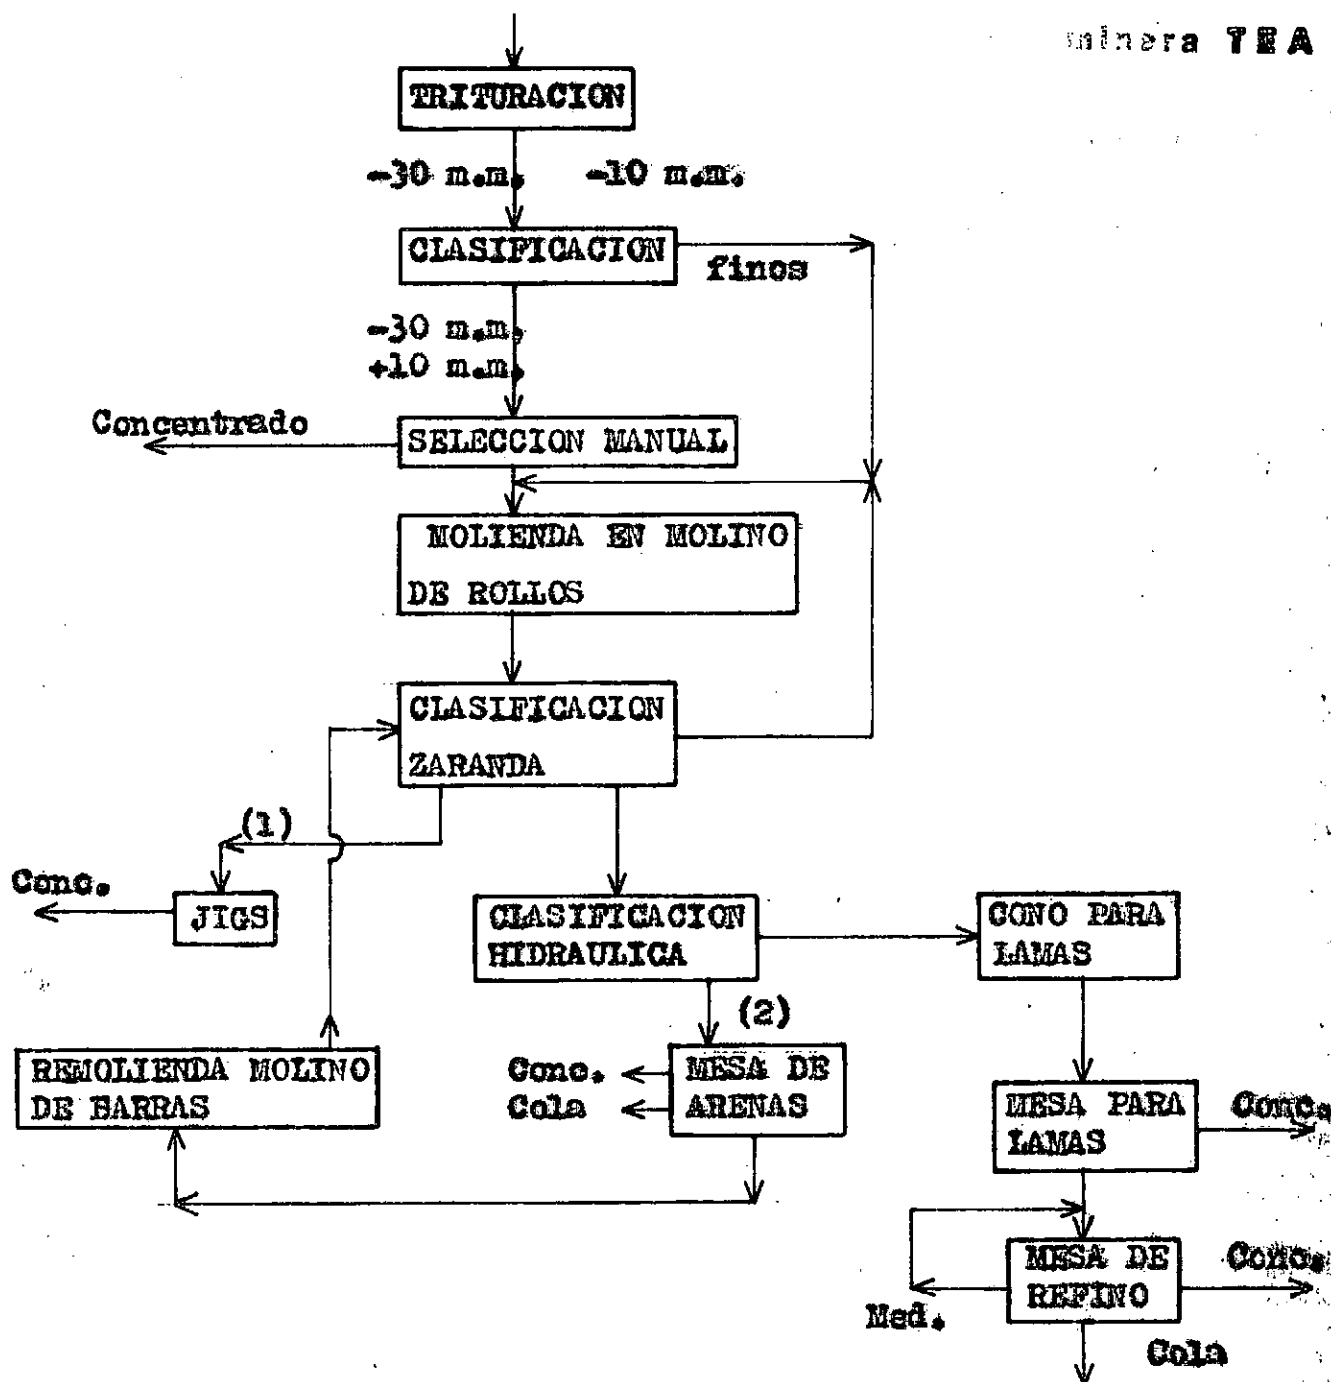 minera TEA
TRITURACION
-30 m.m. -10 m.m.
CLASIFICACION
finos
-30 m.m.
+10 m.m.
Concentrado
SELECCION MANUAL
MOLIENDA EN MOLINO
DE ROLLOS
CLASIFICACION
ZARANDA
(1)
Conc.
JIGS
CLASIFICACION
HIDRAULICA
CONO PARA
LAMAS
(2)
REMOLIENDA MOLINO
DE BARRAS
Conc.
Cola
MESA DE
ARENAS
MESA PARA
LAMAS
Conc.
MESA DE
REFINO
Conc.
Med.
Cola